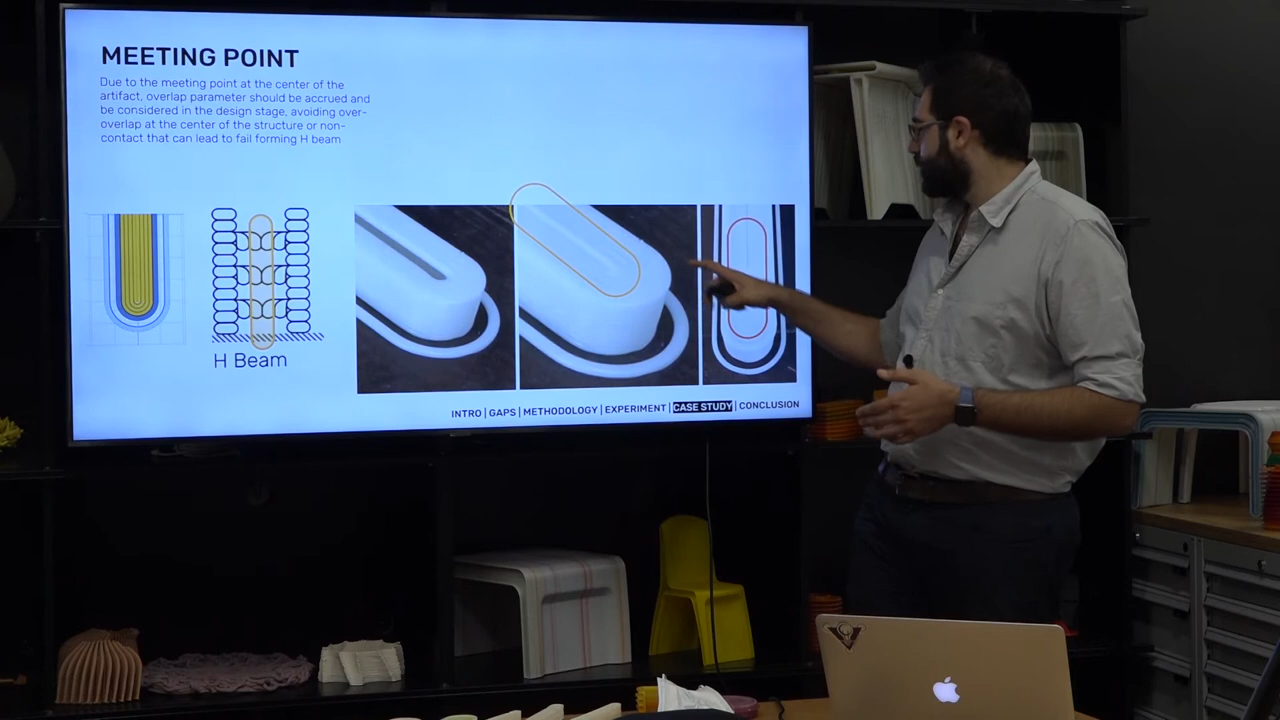 MEETING POINT
Due to the meeting point at the center of the
artifact, overlap parameter should be accrued and
be considered in the design stage, avoiding over-
overlap at the center of the structure or non-
contact that can lead to fail forming H beam
H Beam
INTRO | GAPS | METHODOLOGY | EXPERIMENT | CASE STUDY | CONCLUSION